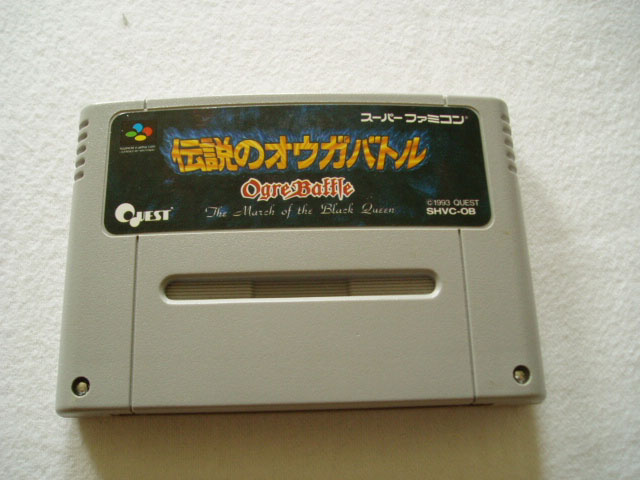 スーパーファミコン
伝説のオウガバトル
Ogre Battle
The March of the Black Queen
QUEST
©1993 QUEST
SHVC-OB